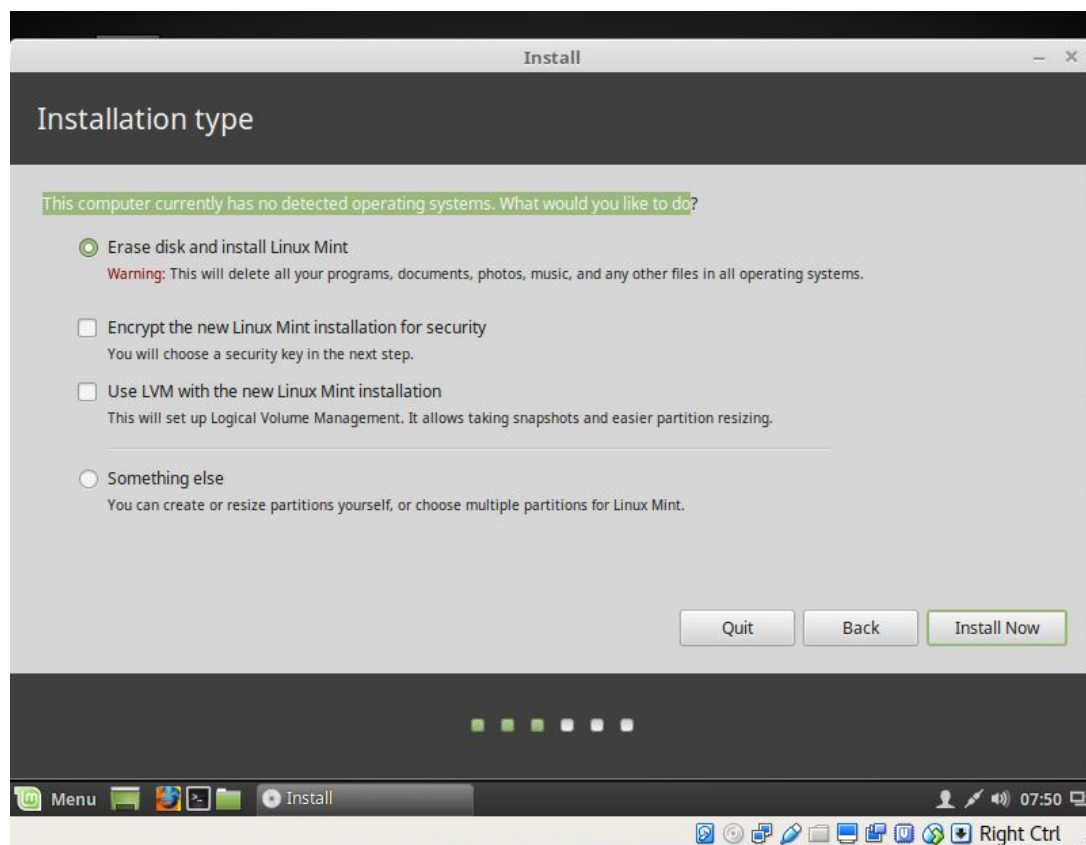 Install
Installation type
This computer currently has no detected operating systems. What would you like to do?
Erase disk and install Linux Mint
Warning: This will delete all your programs, documents, photos, music, and any other files in all operating systems.
Encrypt the new Linux Mint installation for security
You will choose a security key in the next step.
Use LVM with the new Linux Mint installation
This will set up Logical Volume Management. It allows taking snapshots and easier partition resizing.
Something else
You can create or resize partitions yourself, or choose multiple partitions for Linux Mint.
Quit Back Install Now
Menu Install 07:50
Right Ctrl